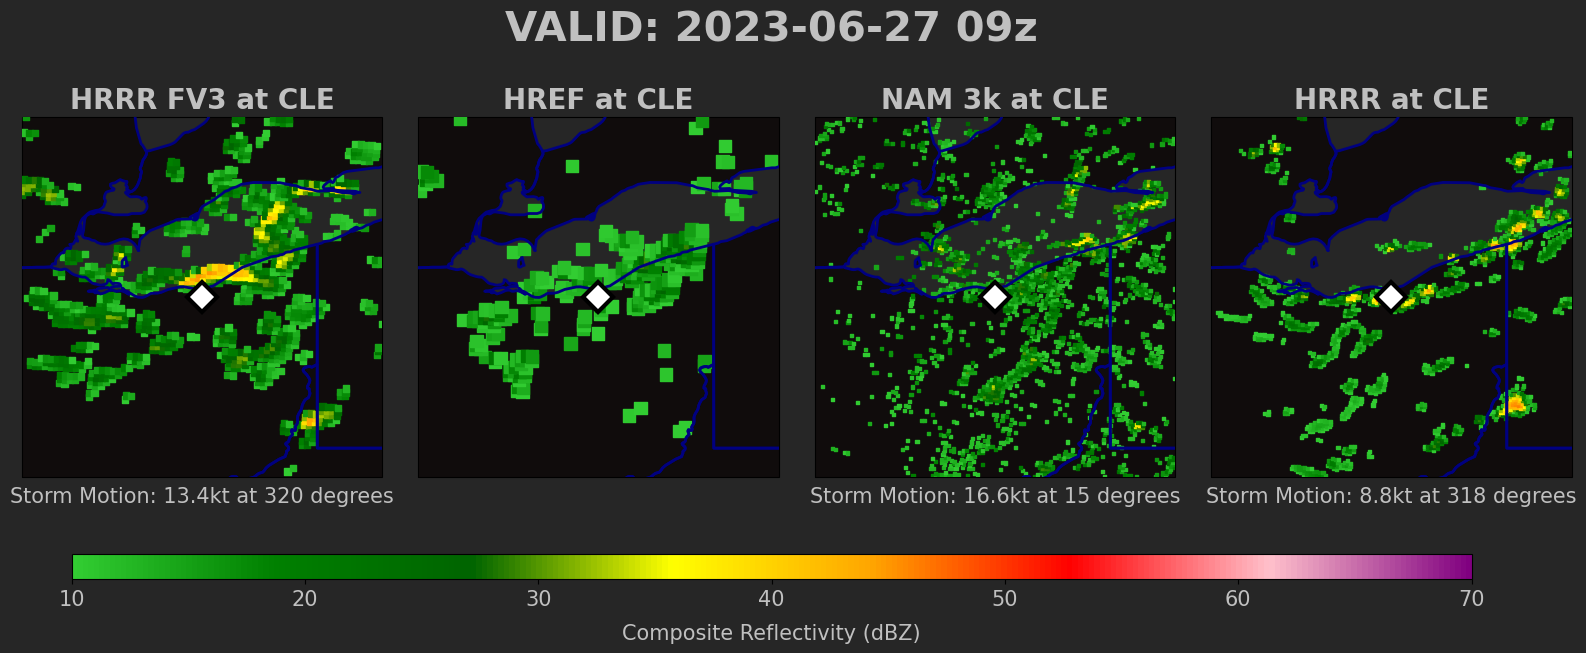 VALID: 2023-06-27 09z
HRRR FV3 at CLE
HREF at CLE
NAM 3k at CLE
HRRR at CLE
Storm Motion: 13.4kt at 320 degrees
Storm Motion: 16.6kt at 15 degrees
Storm Motion: 8.8kt at 318 degrees
10 20 30 40 50 60 70
Composite Reflectivity (dBZ)